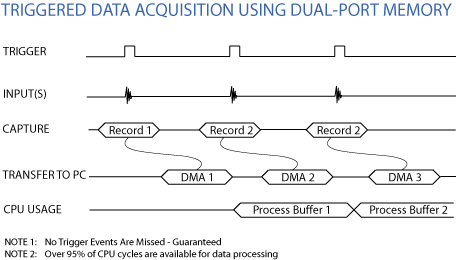 TRIGGERED DATA ACQUISITION USING DUAL-PORT MEMORY
TRIGGER
INPUT(S)
CAPTURE
Record 1
Record 2
Record 2
TRANSFER TO PC
DMA 1
DMA 2
DMA 3
CPU USAGE
Process Buffer 1
Process Buffer 2
NOTE 1: No Trigger Events Are Missed - Guaranteed
NOTE 2: Over 95% of CPU cycles are available for data processing